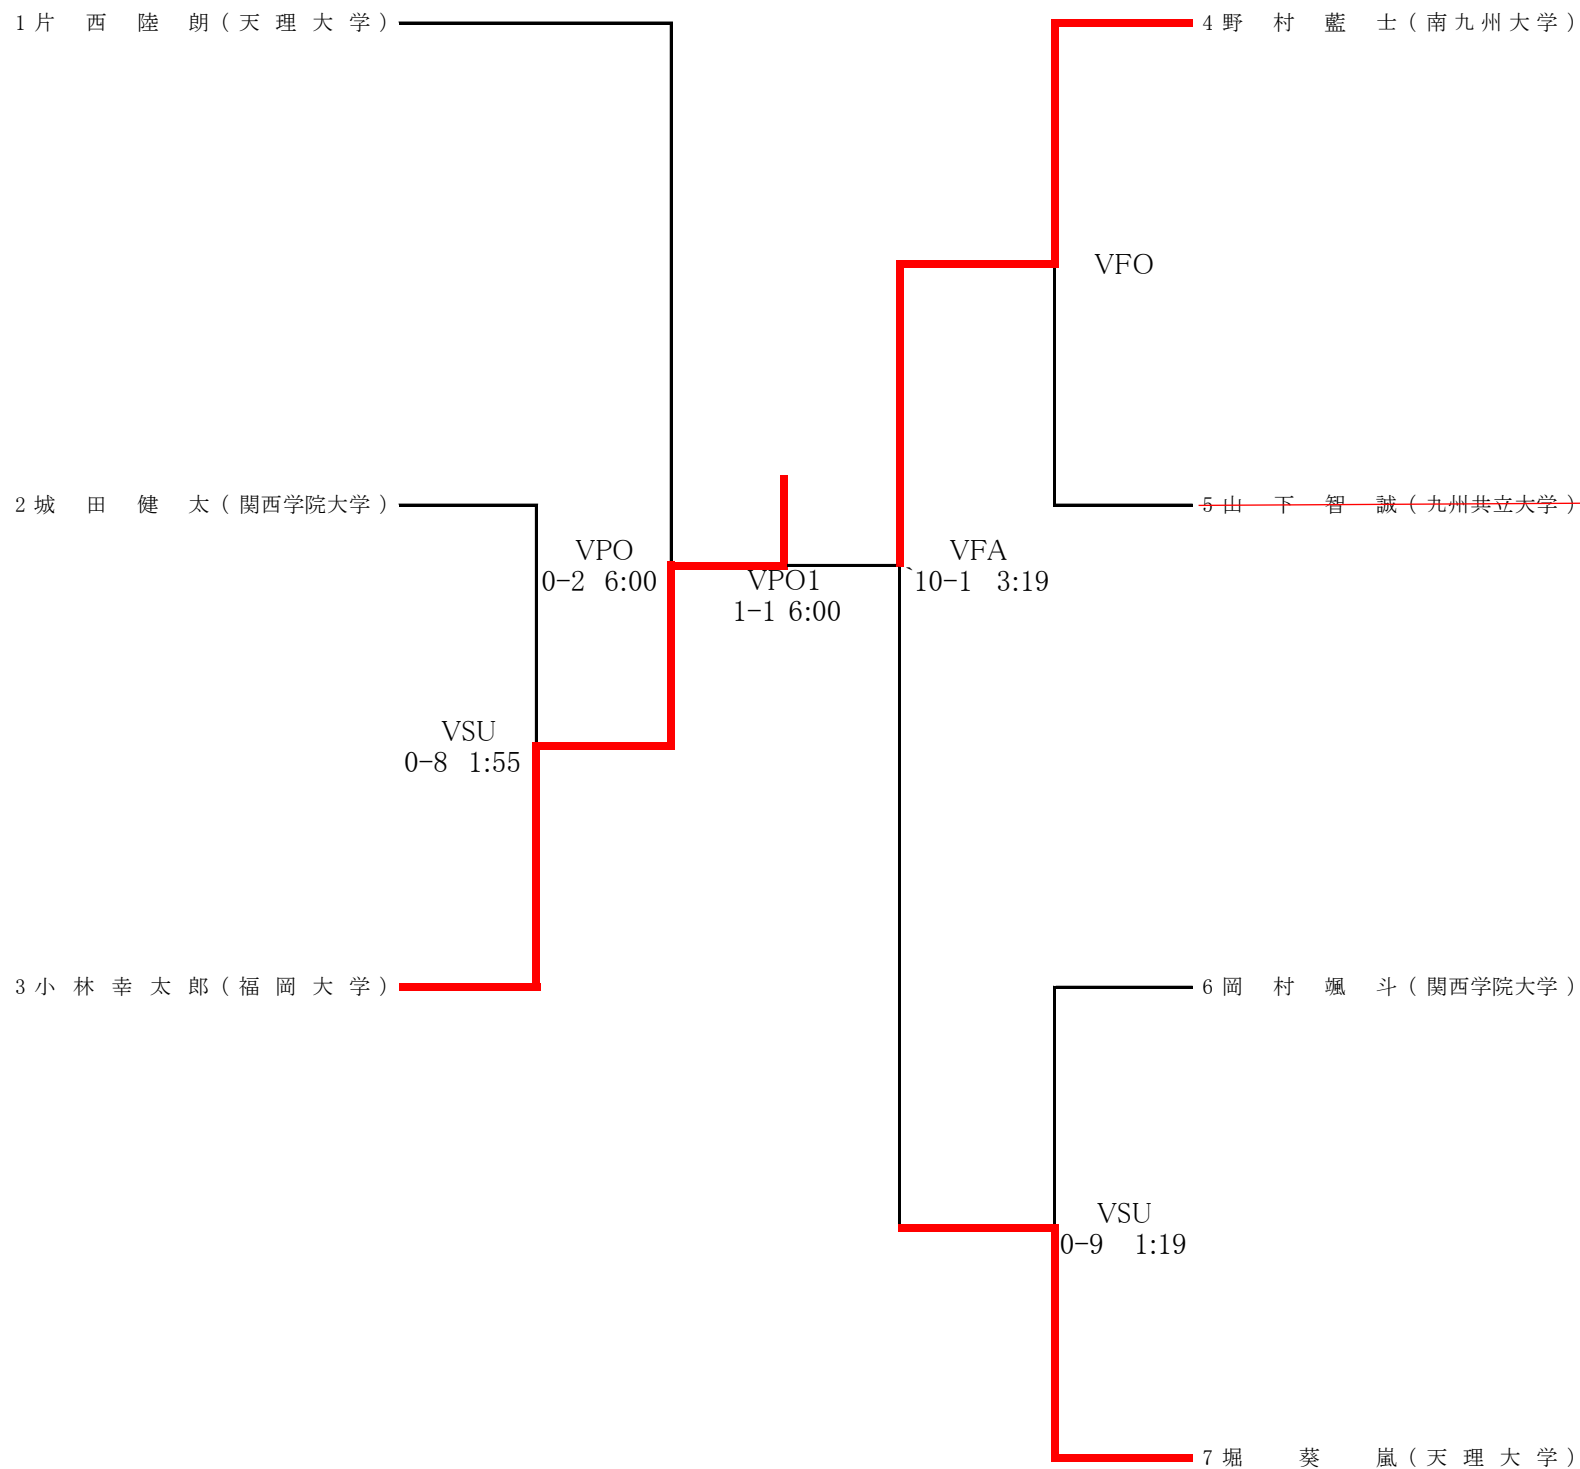 1 片西陸朗(天理大学)
2 城田健太(関西学院大学)
VPO
0-2 6:00
VSU
0-8 1:55
3 小林幸太郎(福岡大学)
VPO1
1-1 6:00
4 野村藍士(南九州大学)
VFO
5 山下智誠(九州共立大学)
VFA
`10-1 3:19
6 岡村颯斗(関西学院大学)
VSU
0-9 1:19
7 堀葵嵐(天理大学)